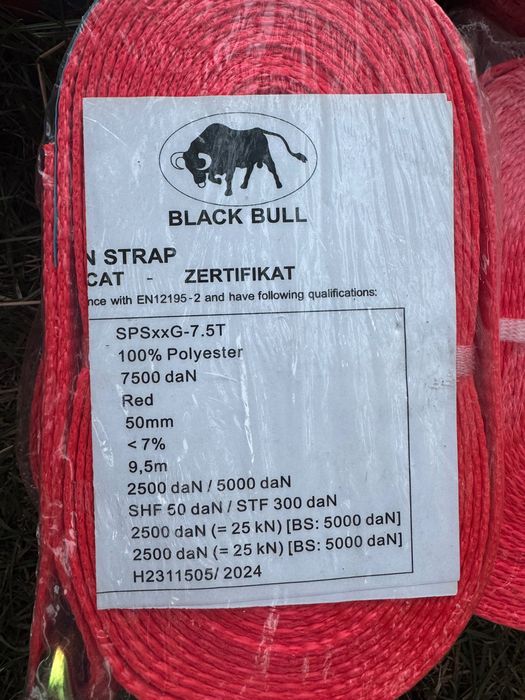 BLACK BULL
N STRAP
CAT - ZERTIFIKAT
nce with EN12195-2 and have following qualifications:
SPSxxG-7.5T
100% Polyester
7500 daN
Red
50mm
< 7%
9,5m
2500 daN / 5000 daN
SHF 50 daN / STF 300 daN
2500 daN (= 25 kN) [BS: 5000 daN]
2500 daN (= 25 kN) [BS: 5000 daN]
H2311505/ 2024